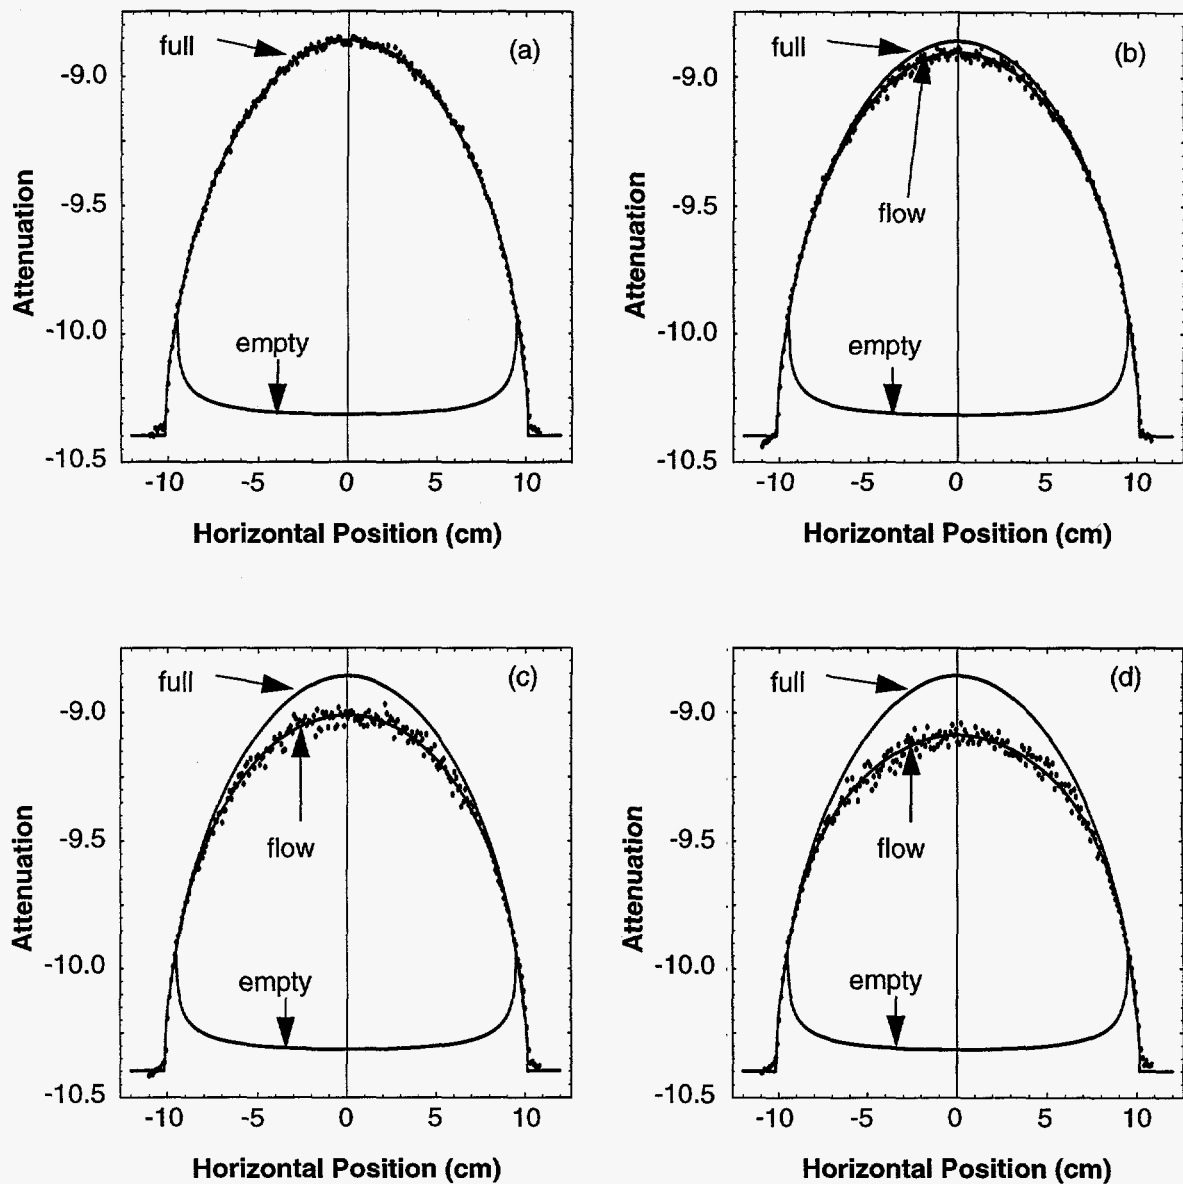 full
(a)
-9.0
-9.5
-10.0
-10.5
Attenuation
empty
-10
-5
0
5
10
Horizontal Position (cm)
full
(b)
-9.0
-9.5
-10.0
-10.5
Attenuation
flow
empty
-10
-5
0
5
10
Horizontal Position (cm)
full
(c)
-9.0
-9.5
-10.0
-10.5
Attenuation
flow
empty
-10
-5
0
5
10
Horizontal Position (cm)
full
(d)
-9.0
-9.5
-10.0
-10.5
Attenuation
flow
empty
-10
-5
0
5
10
Horizontal Position (cm)